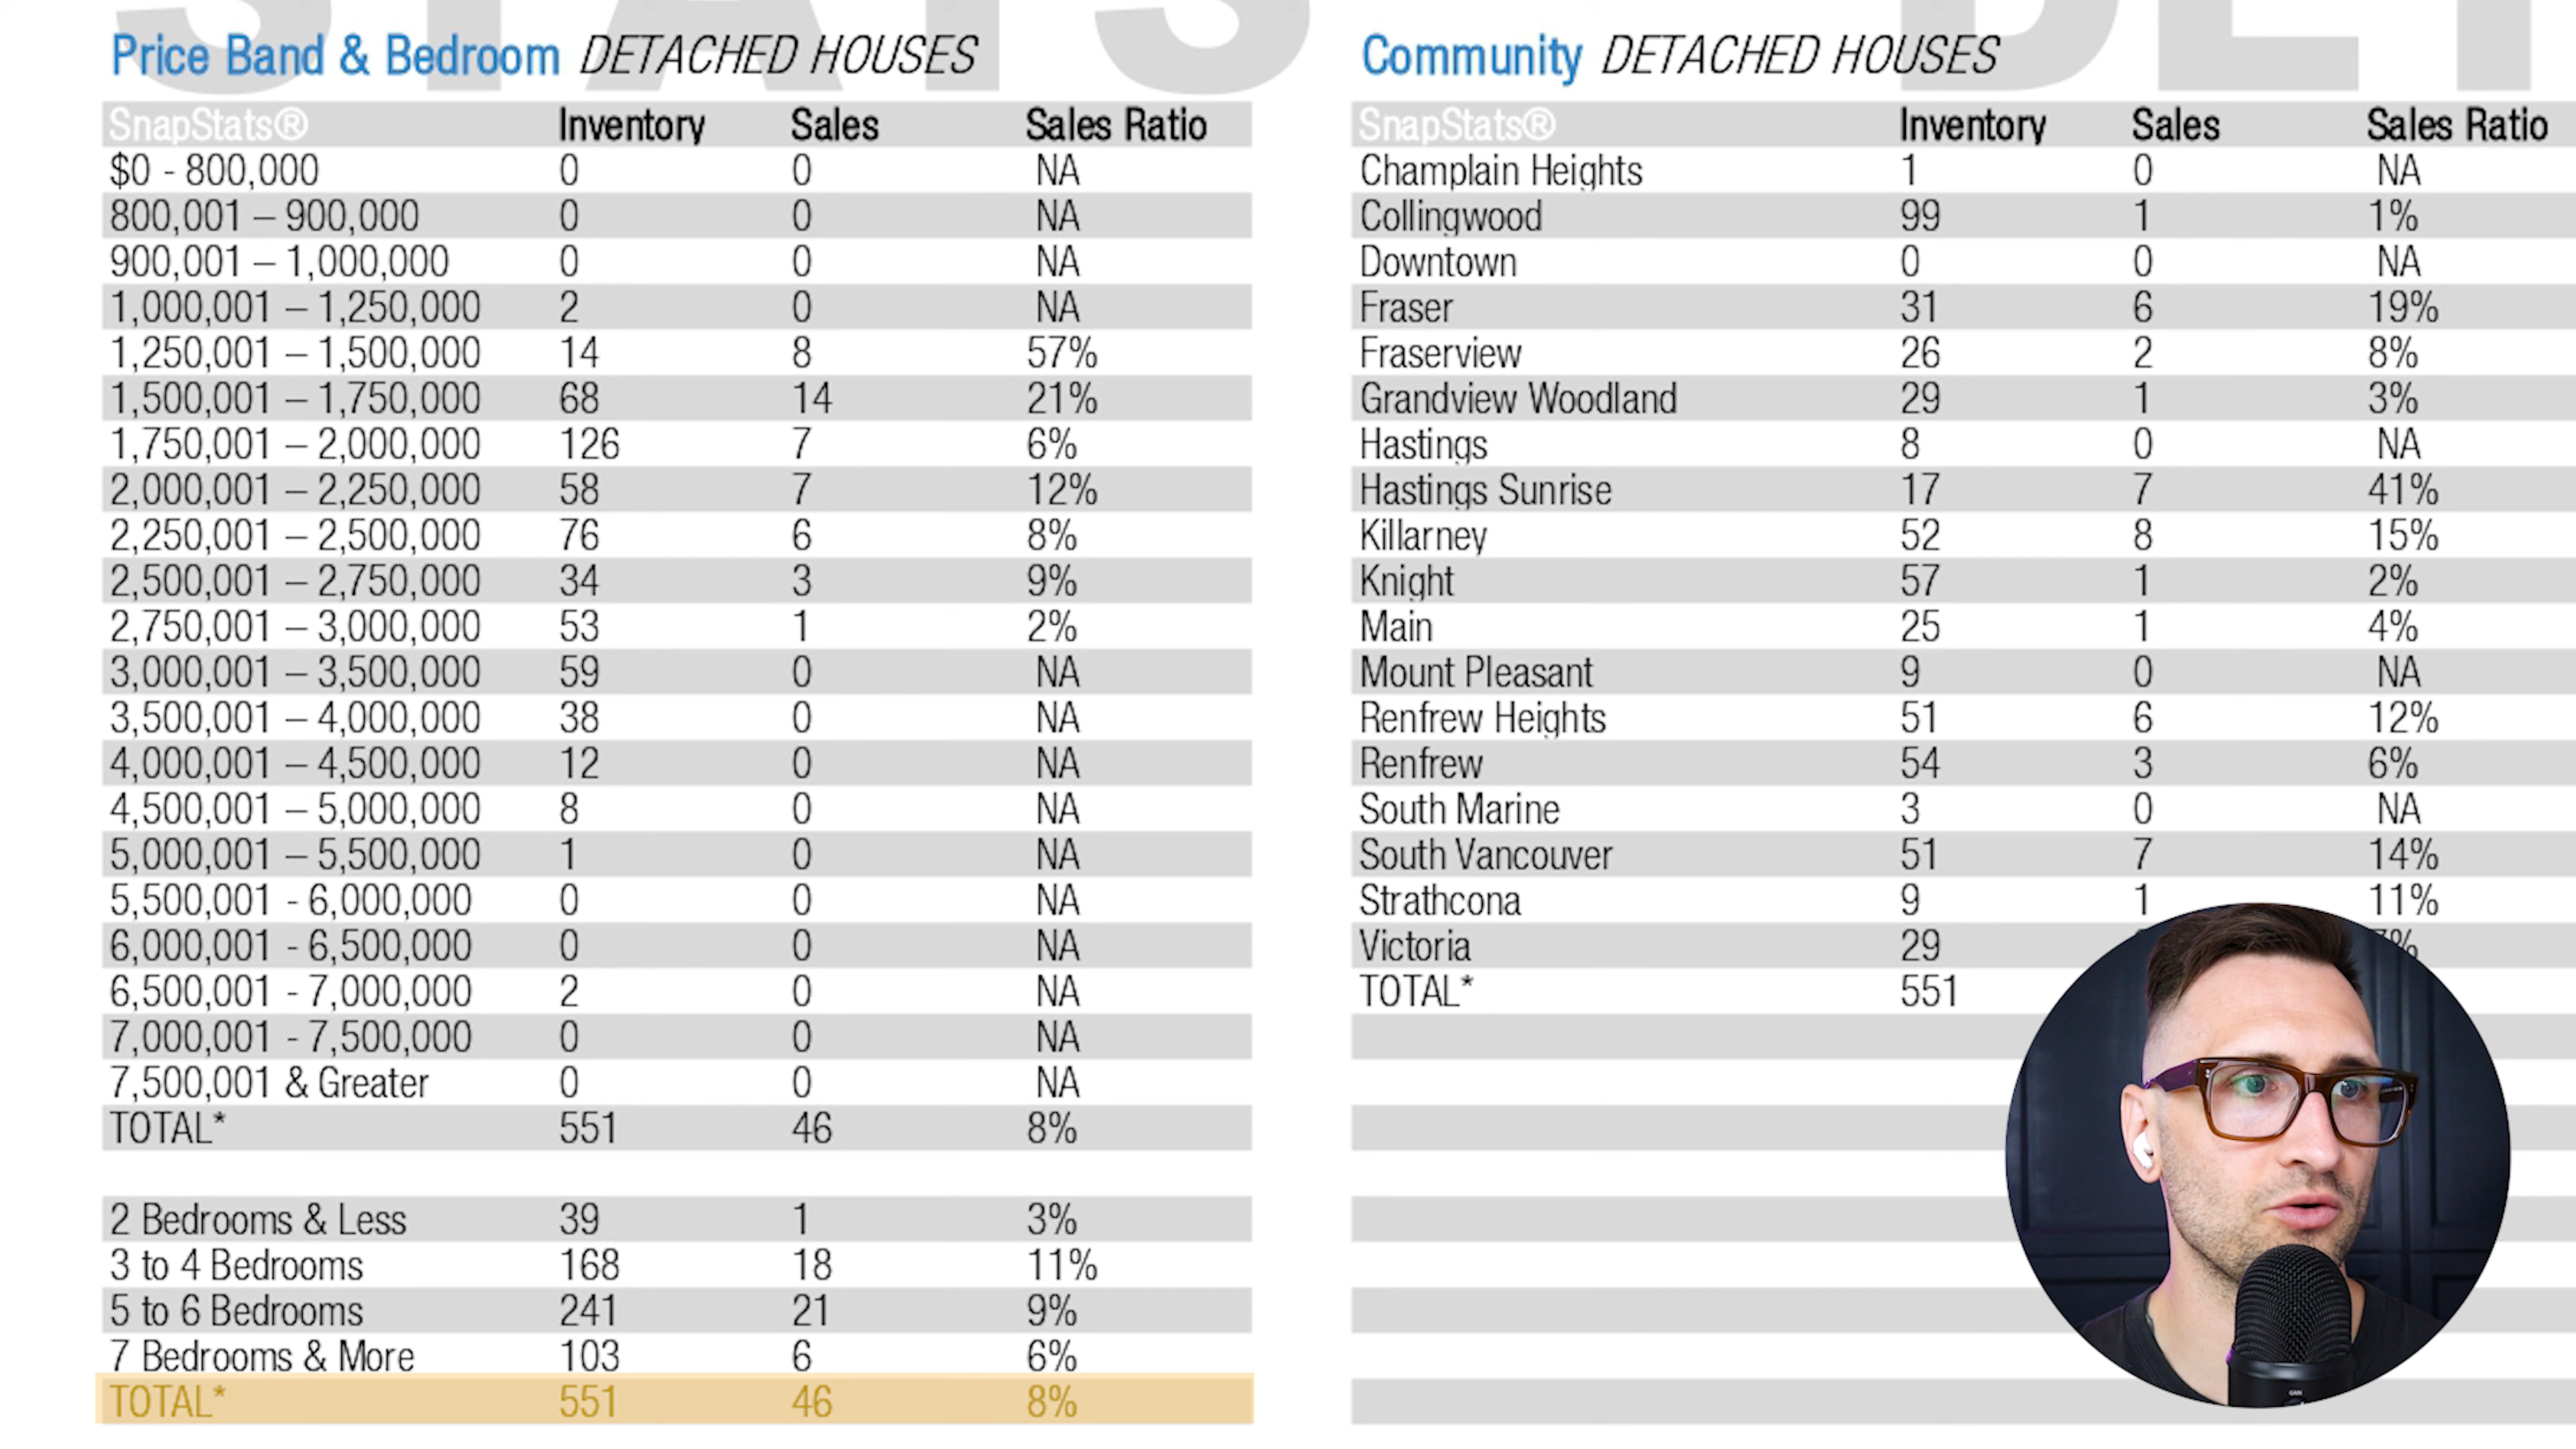 Price Band & Bedroom DETACHED HOUSES
SnapStats® Inventory Sales Sales Ratio
$0 - 800,000 0 0 NA
800,001 – 900,000 0 0 NA
900,001 – 1,000,000 0 0 NA
1,000,001 – 1,250,000 2 0 NA
1,250,001 – 1,500,000 14 8 57%
1,500,001 – 1,750,000 68 14 21%
1,750,001 – 2,000,000 126 7 6%
2,000,001 – 2,250,000 58 7 12%
2,250,001 – 2,500,000 76 6 8%
2,500,001 – 2,750,000 34 3 9%
2,750,001 – 3,000,000 53 1 2%
3,000,001 – 3,500,000 59 0 NA
3,500,001 – 4,000,000 38 0 NA
4,000,001 – 4,500,000 12 0 NA
4,500,001 – 5,000,000 8 0 NA
5,000,001 – 5,500,000 1 0 NA
5,500,001 - 6,000,000 0 0 NA
6,000,001 - 6,500,000 0 0 NA
6,500,001 - 7,000,000 2 0 NA
7,000,001 - 7,500,000 0 0 NA
7,500,001 & Greater 0 0 NA
TOTAL* 551 46 8%
2 Bedrooms & Less 39 1 3%
3 to 4 Bedrooms 168 18 11%
5 to 6 Bedrooms 241 21 9%
7 Bedrooms & More 103 6 6%
TOTAL* 551 46 8%
Community DETACHED HOUSES
SnapStats® Inventory Sales Sales Ratio
Champlain Heights 1 0 NA
Collingwood 99 1 1%
Downtown 0 0 NA
Fraser 31 6 19%
Fraserview 26 2 8%
Grandview Woodland 29 1 3%
Hastings 8 0 NA
Hastings Sunrise 17 7 41%
Killarney 52 8 15%
Knight 57 1 2%
Main 25 1 4%
Mount Pleasant 9 0 NA
Renfrew Heights 51 6 12%
Renfrew 54 3 6%
South Marine 3 0 NA
South Vancouver 51 7 14%
Strathcona 9 1 11%
Victoria 29
TOTAL* 551